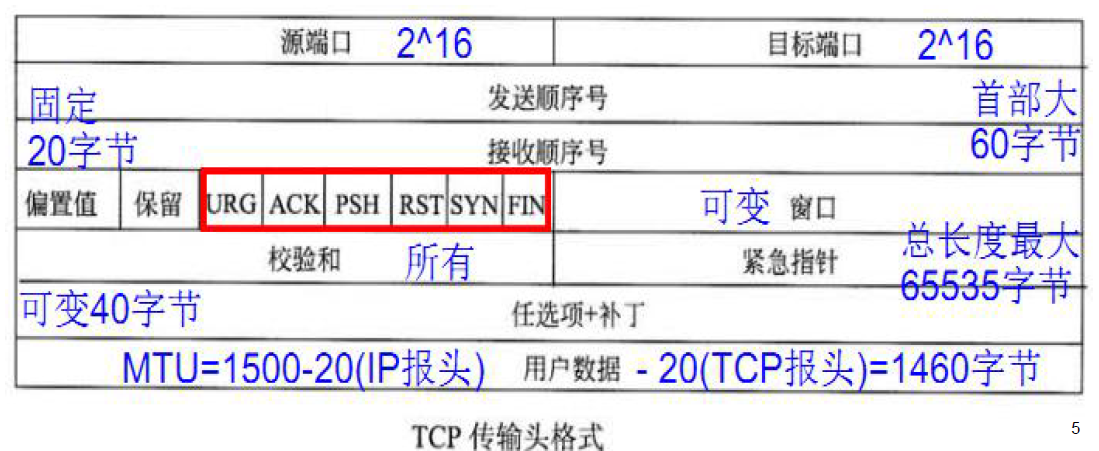 源端口 2^16 目标端口 2^16
固定 发送顺序号 首部大
20字节 接收顺序号 60字节
偏置值 保留 URG ACK PSH RST SYN FIN 可变 窗口
校验和 所有 紧急指针 总长度最大
65535字节
可变40字节 任选项+补丁
MTU=1500-20(IP报头) 用户数据 - 20(TCP报头)=1460字节
TCP 传输头格式
5